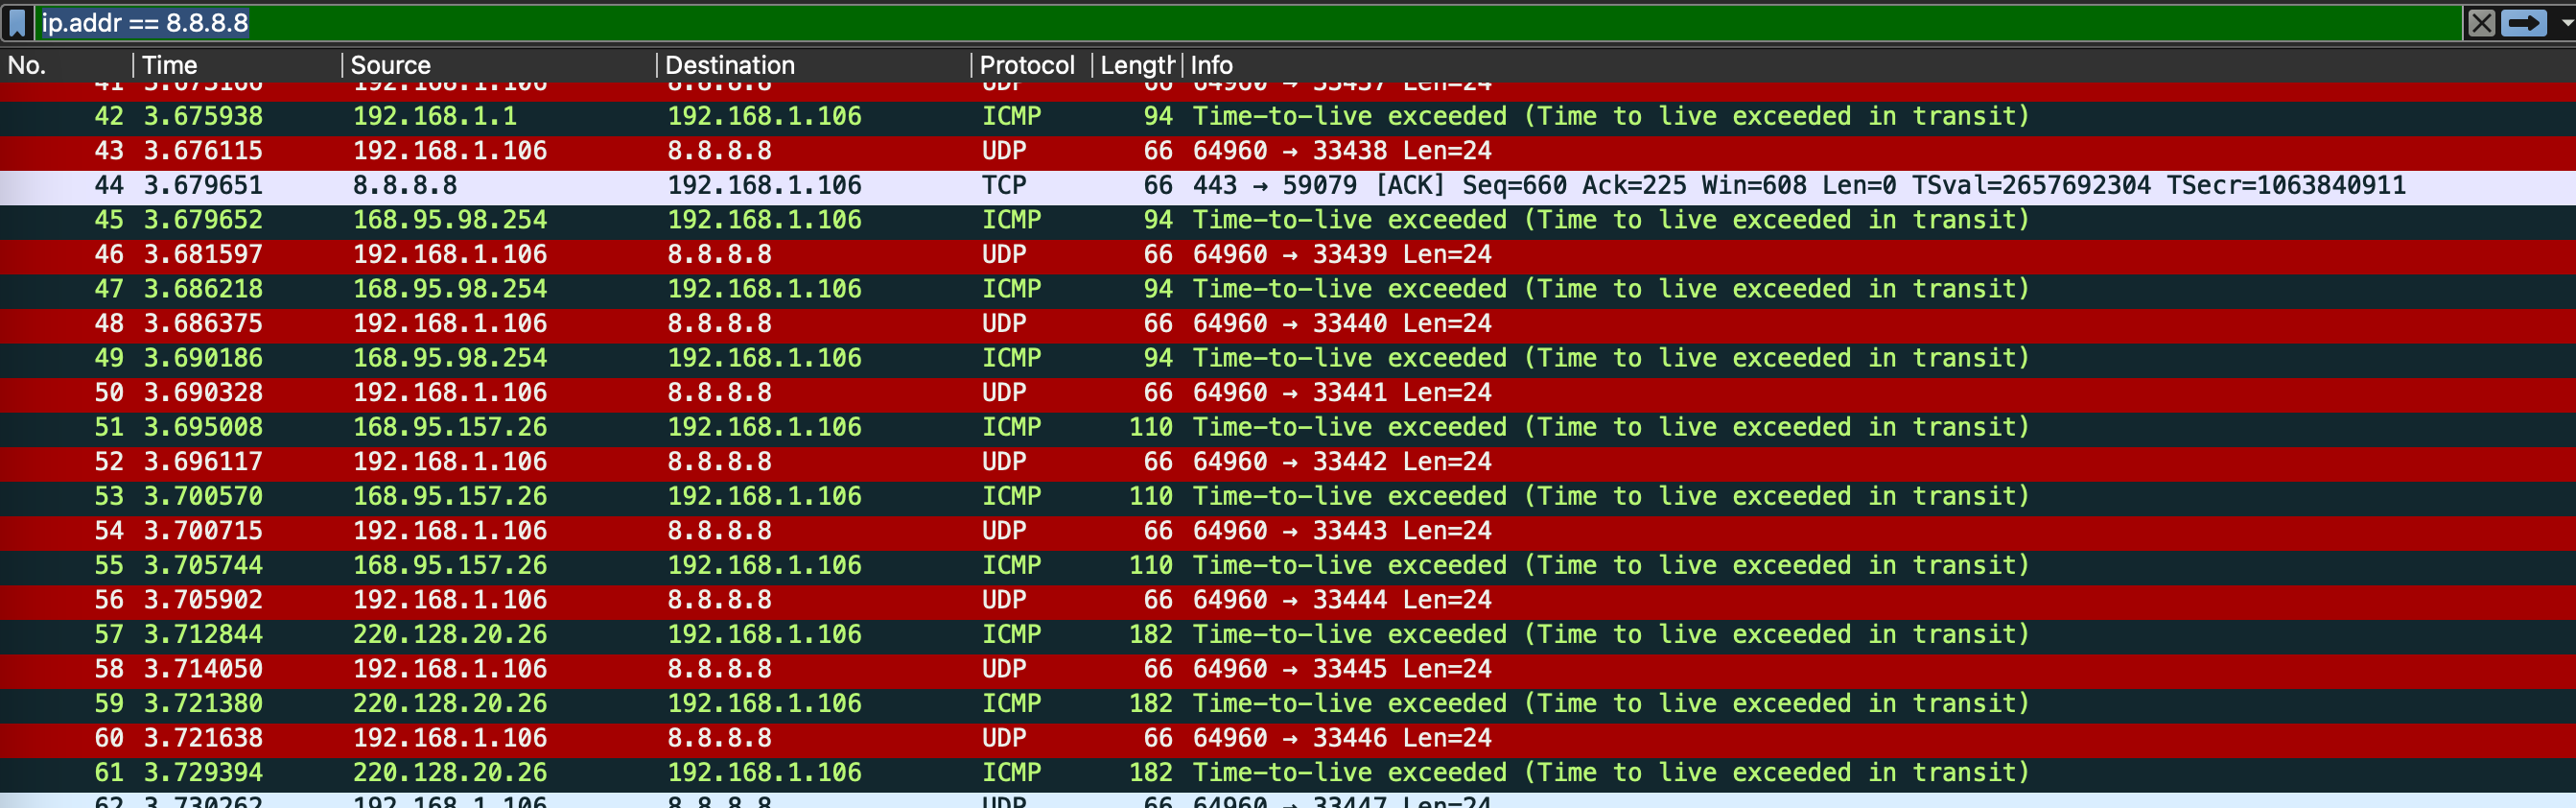 ip.addr == 8.8.8.8
No. Time Source Destination Protocol Length Info
41 3.675166 192.168.1.106 8.8.8.8 UDP 66 64960 → 33437 Len=24
42 3.675938 192.168.1.1 192.168.1.106 ICMP 94 Time-to-live exceeded (Time to live exceeded in transit)
43 3.676115 192.168.1.106 8.8.8.8 UDP 66 64960 → 33438 Len=24
44 3.679651 8.8.8.8 192.168.1.106 TCP 66 443 → 59079 [ACK] Seq=660 Ack=225 Win=608 Len=0 TSval=2657692304 TSecr=1063840911
45 3.679652 168.95.98.254 192.168.1.106 ICMP 94 Time-to-live exceeded (Time to live exceeded in transit)
46 3.681597 192.168.1.106 8.8.8.8 UDP 66 64960 → 33439 Len=24
47 3.686218 168.95.98.254 192.168.1.106 ICMP 94 Time-to-live exceeded (Time to live exceeded in transit)
48 3.686375 192.168.1.106 8.8.8.8 UDP 66 64960 → 33440 Len=24
49 3.690186 168.95.98.254 192.168.1.106 ICMP 94 Time-to-live exceeded (Time to live exceeded in transit)
50 3.690328 192.168.1.106 8.8.8.8 UDP 66 64960 → 33441 Len=24
51 3.695008 168.95.157.26 192.168.1.106 ICMP 110 Time-to-live exceeded (Time to live exceeded in transit)
52 3.696117 192.168.1.106 8.8.8.8 UDP 66 64960 → 33442 Len=24
53 3.700570 168.95.157.26 192.168.1.106 ICMP 110 Time-to-live exceeded (Time to live exceeded in transit)
54 3.700715 192.168.1.106 8.8.8.8 UDP 66 64960 → 33443 Len=24
55 3.705744 168.95.157.26 192.168.1.106 ICMP 110 Time-to-live exceeded (Time to live exceeded in transit)
56 3.705902 192.168.1.106 8.8.8.8 UDP 66 64960 → 33444 Len=24
57 3.712844 220.128.20.26 192.168.1.106 ICMP 182 Time-to-live exceeded (Time to live exceeded in transit)
58 3.714050 192.168.1.106 8.8.8.8 UDP 66 64960 → 33445 Len=24
59 3.721380 220.128.20.26 192.168.1.106 ICMP 182 Time-to-live exceeded (Time to live exceeded in transit)
60 3.721638 192.168.1.106 8.8.8.8 UDP 66 64960 → 33446 Len=24
61 3.729394 220.128.20.26 192.168.1.106 ICMP 182 Time-to-live exceeded (Time to live exceeded in transit)
62 3.730262 192.168.1.106 8.8.8.8 UDP 66 64960 → 33447 Len=24